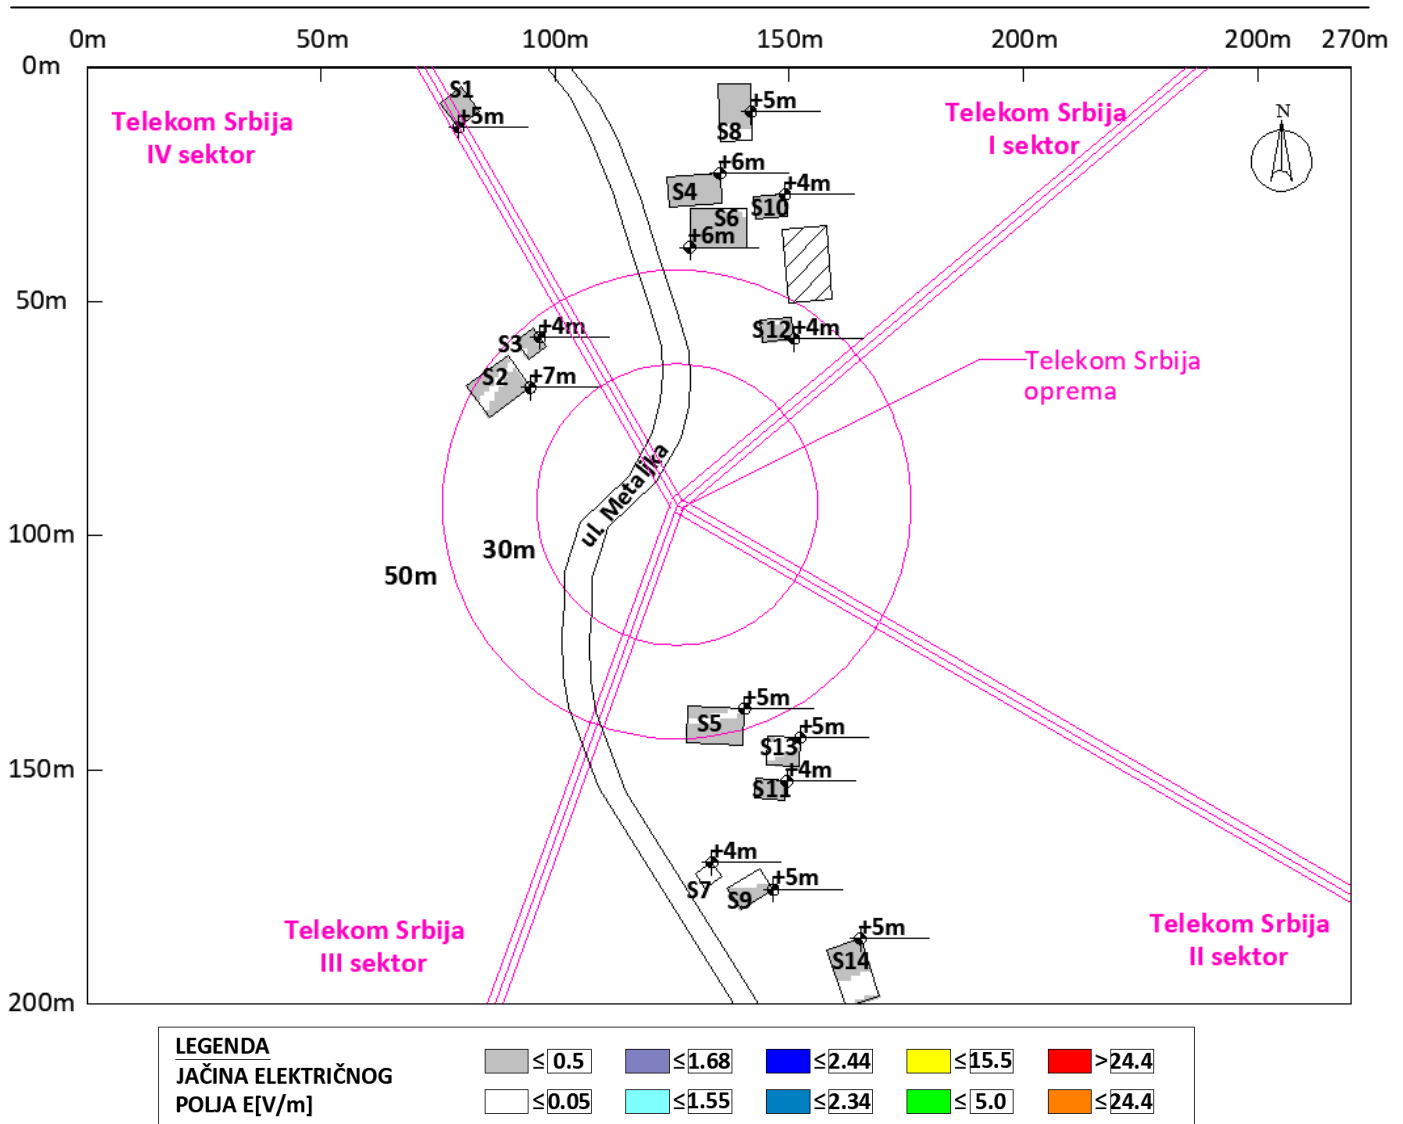 0m 50m 100m 150m 200m 200m 270m
0m
S1
+5m
Telekom Srbija
IV sektor
+5m
S8
Telekom Srbija
I sektor
N
+6m
S4
+4m
S10
S6
+6m
50m
+4m
S3
S12 +4m
S2
+7m
Telekom Srbija
oprema
ul. Metaljka
100m
30m
50m
+5m
S5
+5m
S13
150m
+4m
S11
+4m
S7
+5m
S9
Telekom Srbija
III sektor
+5m
S14
Telekom Srbija
II sektor
200m
LEGENDA
JAČINA ELEKTRIČNOG
POLJA E[V/m]
≤ 0.5 ≤1.68 ≤2.44 ≤15.5 >24.4
≤0.05 ≤1.55 ≤2.34 ≤ 5.0 ≤24.4